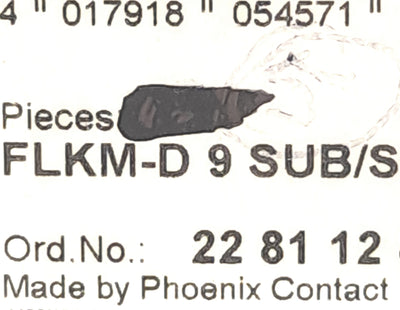 4 " 017918 " 054571 "
Pieces
FLKM-D 9 SUB/S
Ord.No.: 22 81 12
Made by Phoenix Contact